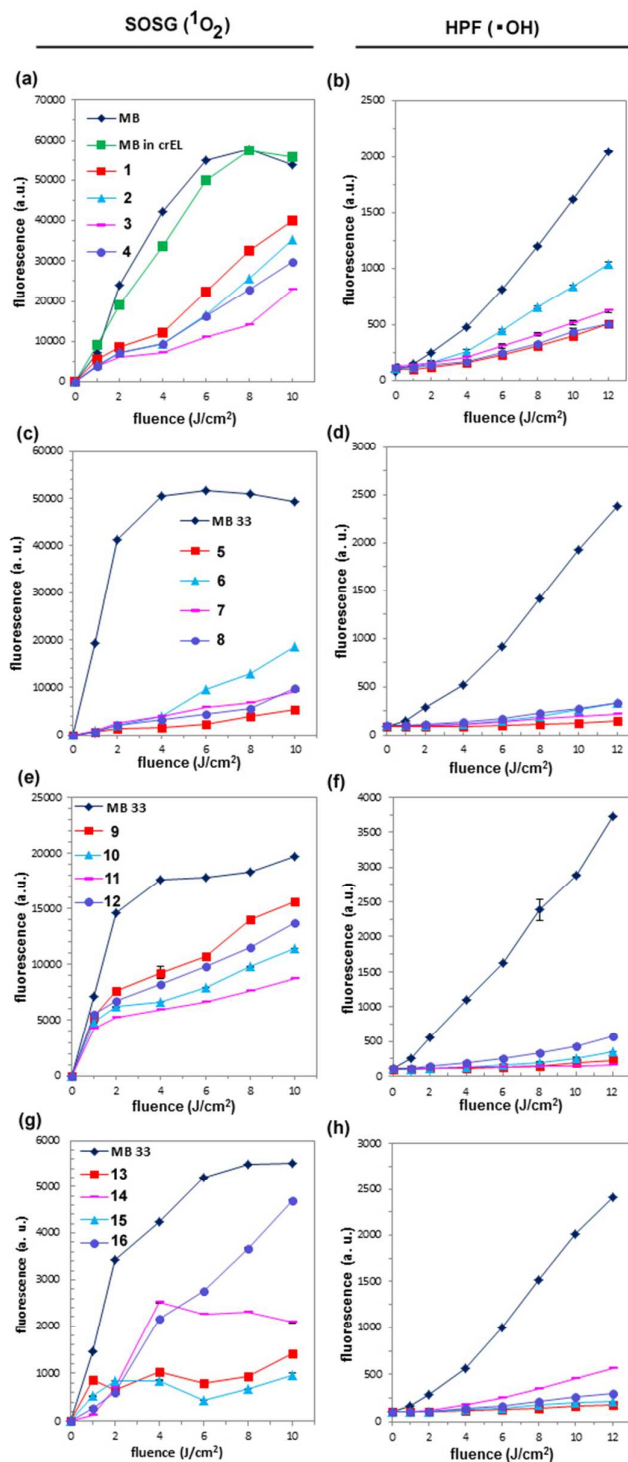 SOSG (¹O₂)
HPF (▪OH)
(a)
fluorescence (a.u.)
70000
60000
50000
40000
30000
20000
10000
0
MB
MB in crEL
1
2
3
4
0 2 4 6 8 10
fluence (J/cm²)
(b)
fluorescence (a.u.)
2500
2000
1500
1000
500
0
0 2 4 6 8 10 12
fluence (J/cm²)
(c)
fluorescence (a. u.)
60000
50000
40000
30000
20000
10000
0
MB 33
5
6
7
8
0 2 4 6 8 10
fluence (J/cm²)
(d)
fluorescence (a. u.)
3000
2500
2000
1500
1000
500
0
0 2 4 6 8 10 12
fluence (J/cm²)
(e)
fluorescence (a.u.)
25000
20000
15000
10000
5000
0
MB 33
9
10
11
12
0 2 4 6 8 10
fluence (J/cm²)
(f)
fluorescence (a.u.)
4000
3500
3000
2500
2000
1500
1000
500
0
0 2 4 6 8 10 12
fluence (J/cm²)
(g)
fluorescence (a. u.)
6000
5000
4000
3000
2000
1000
0
MB 33
13
14
15
16
0 2 4 6 8 10
fluence (J/cm²)
(h)
fluorescence (a. u.)
3000
2500
2000
1500
1000
500
0
0 2 4 6 8 10 12
fluence (J/cm²)